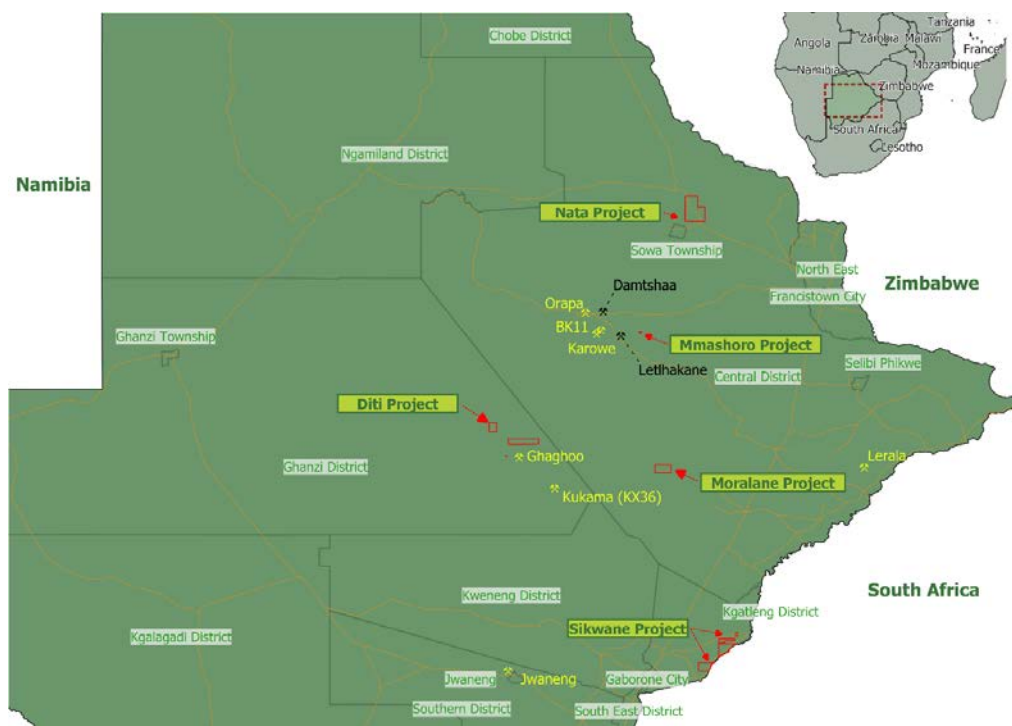 Chobe District
Tanzania
Angola
Zambia
Malawi
France
Mozambique
Namibia
Zimbabwe
South Africa
Lesotho
Ngamiland District
Namibia
Nata Project
Sowa Township
North East
Zimbabwe
Damtshaa
Francistown City
Orapa
BK11
Karowe
Mmashoro Project
Ghanzi Township
Letlhakane
Selibi Phikwe
Central District
Diti Project
Ghanzi District
Ghaghoo
Lerala
Moralane Project
Kukama (KX36)
South Africa
Kweneng District
Kgatleng District
Sikwane Project
Kgalagadi District
Jwaneng
Jwaneng
Gaborone City
Southern District
South East District